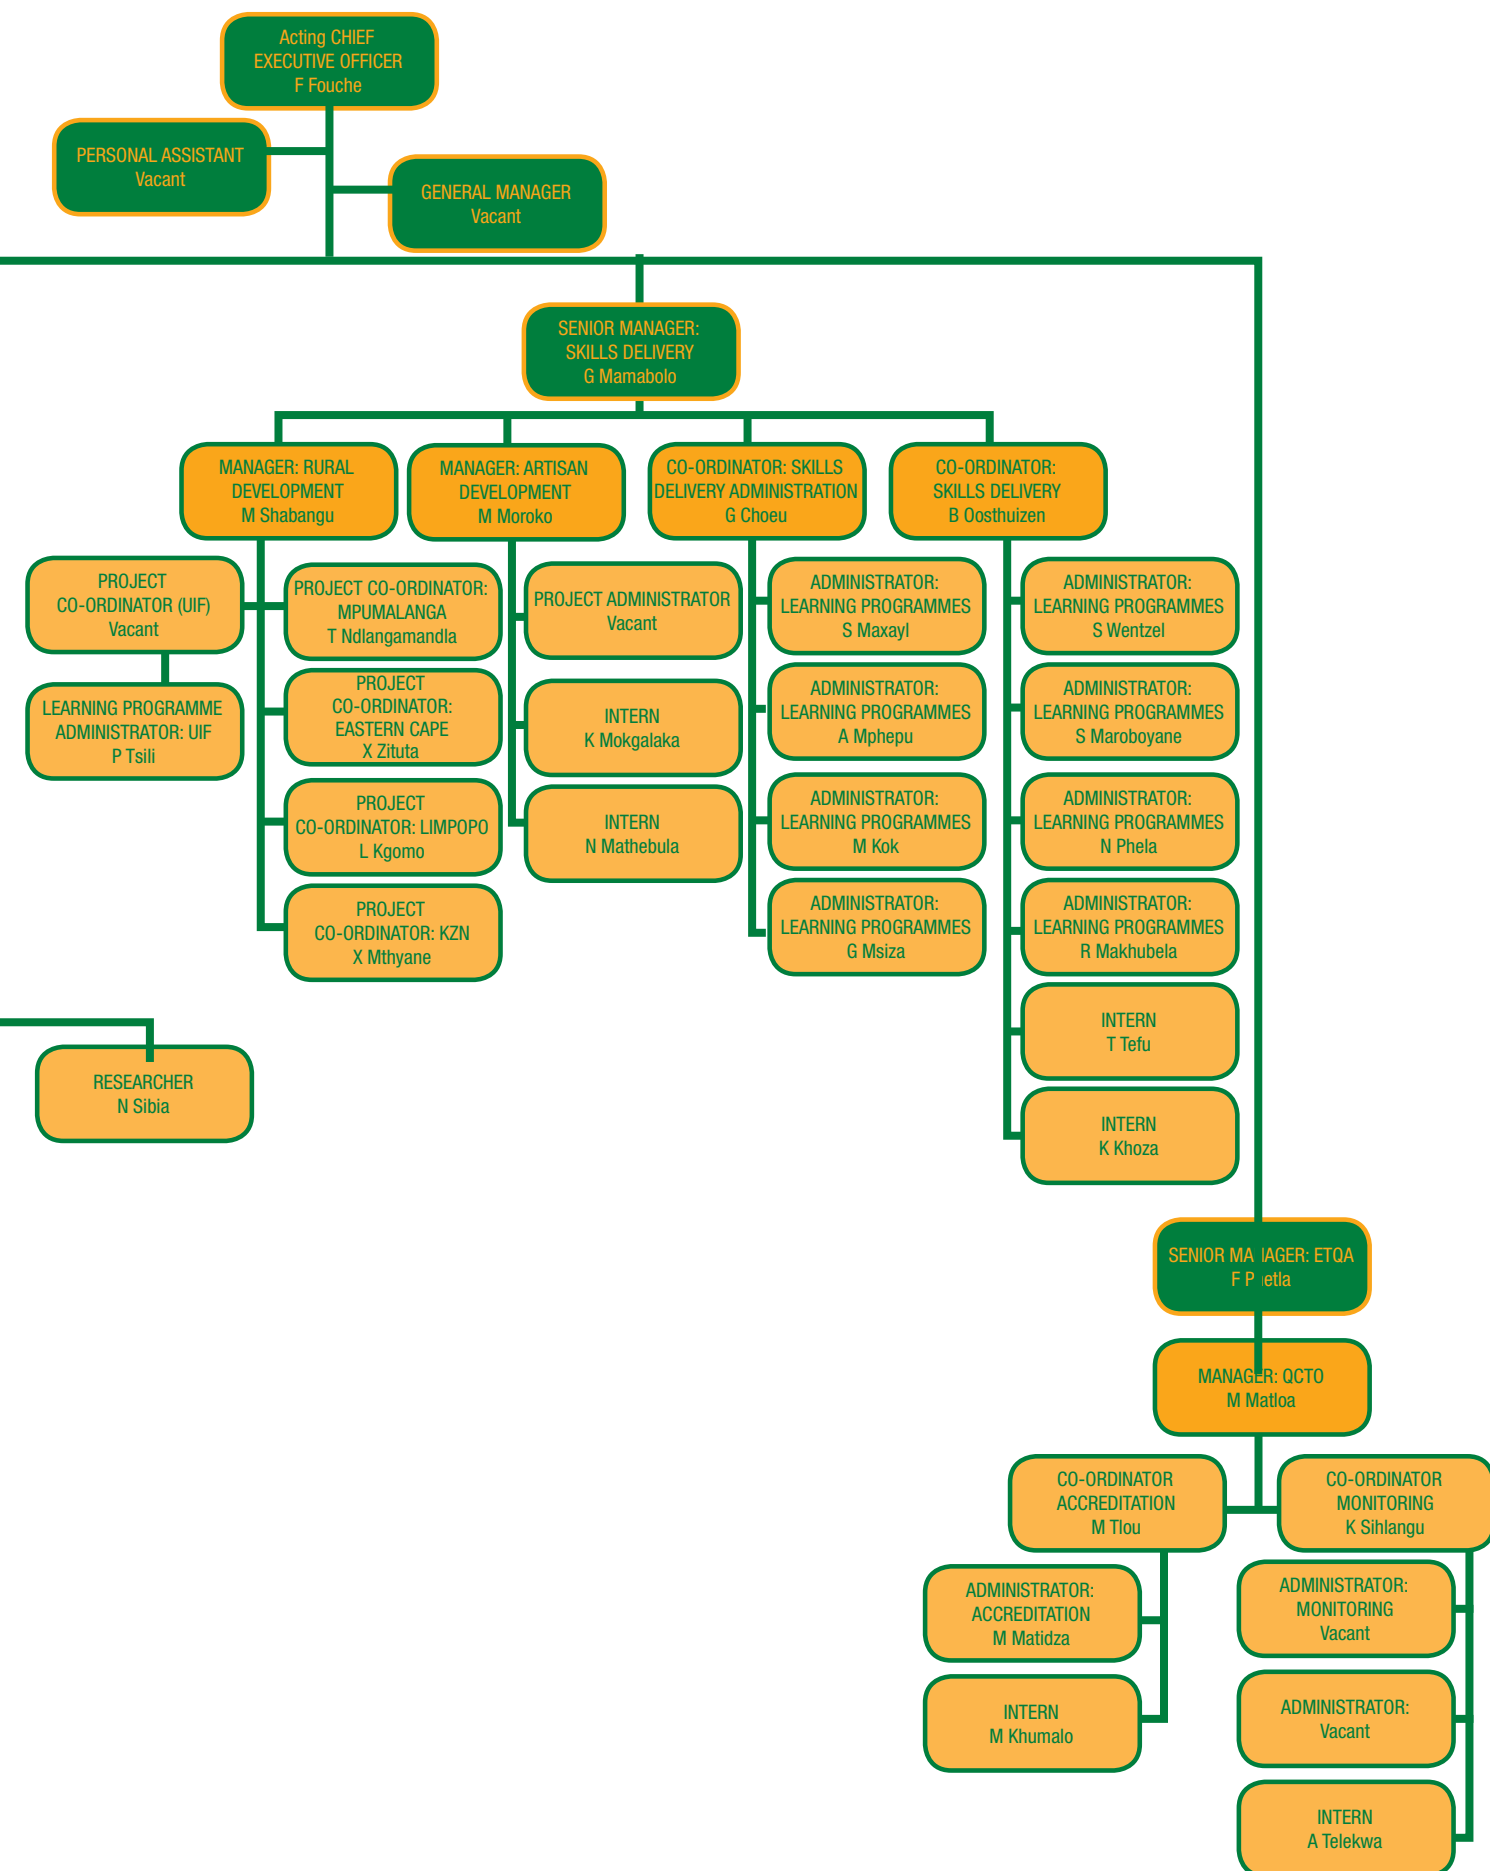 Acting CHIEF
EXECUTIVE OFFICER
F Fouche
PERSONAL ASSISTANT
Vacant
GENERAL MANAGER
Vacant
SENIOR MANAGER:
SKILLS DELIVERY
G Mamabolo
MANAGER: RURAL
DEVELOPMENT
M Shabangu
MANAGER: ARTISAN
DEVELOPMENT
M Moroko
CO-ORDINATOR: SKILLS
DELIVERY ADMINISTRATION
G Choeu
CO-ORDINATOR:
SKILLS DELIVERY
B Oosthuizen
PROJECT
CO-ORDINATOR (UIF)
Vacant
LEARNING PROGRAMME
ADMINISTRATOR: UIF
P Tsili
PROJECT CO-ORDINATOR:
MPUMALANGA
T Ndlangamandla
PROJECT
CO-ORDINATOR:
EASTERN CAPE
X Zituta
PROJECT
CO-ORDINATOR: LIMPOPO
L Kgomo
PROJECT
CO-ORDINATOR: KZN
X Mthyane
PROJECT ADMINISTRATOR
Vacant
INTERN
K Mokgalaka
INTERN
N Mathebula
ADMINISTRATOR:
LEARNING PROGRAMMES
S Maxayl
ADMINISTRATOR:
LEARNING PROGRAMMES
A Mphepu
ADMINISTRATOR:
LEARNING PROGRAMMES
M Kok
ADMINISTRATOR:
LEARNING PROGRAMMES
G Msiza
ADMINISTRATOR:
LEARNING PROGRAMMES
S Wentzel
ADMINISTRATOR:
LEARNING PROGRAMMES
S Maroboyane
ADMINISTRATOR:
LEARNING PROGRAMMES
N Phela
ADMINISTRATOR:
LEARNING PROGRAMMES
R Makhubela
INTERN
T Tefu
INTERN
K Khoza
RESEARCHER
N Sibia
SENIOR MANAGER: ETQA
F
MANAGER: QCTO
M Matloa
CO-ORDINATOR
ACCREDITATION
M Tlou
CO-ORDINATOR
MONITORING
K Sihlangu
ADMINISTRATOR:
ACCREDITATION
M Matidza
INTERN
M Khumalo
ADMINISTRATOR:
MONITORING
Vacant
ADMINISTRATOR:
Vacant
INTERN
A Telekwa